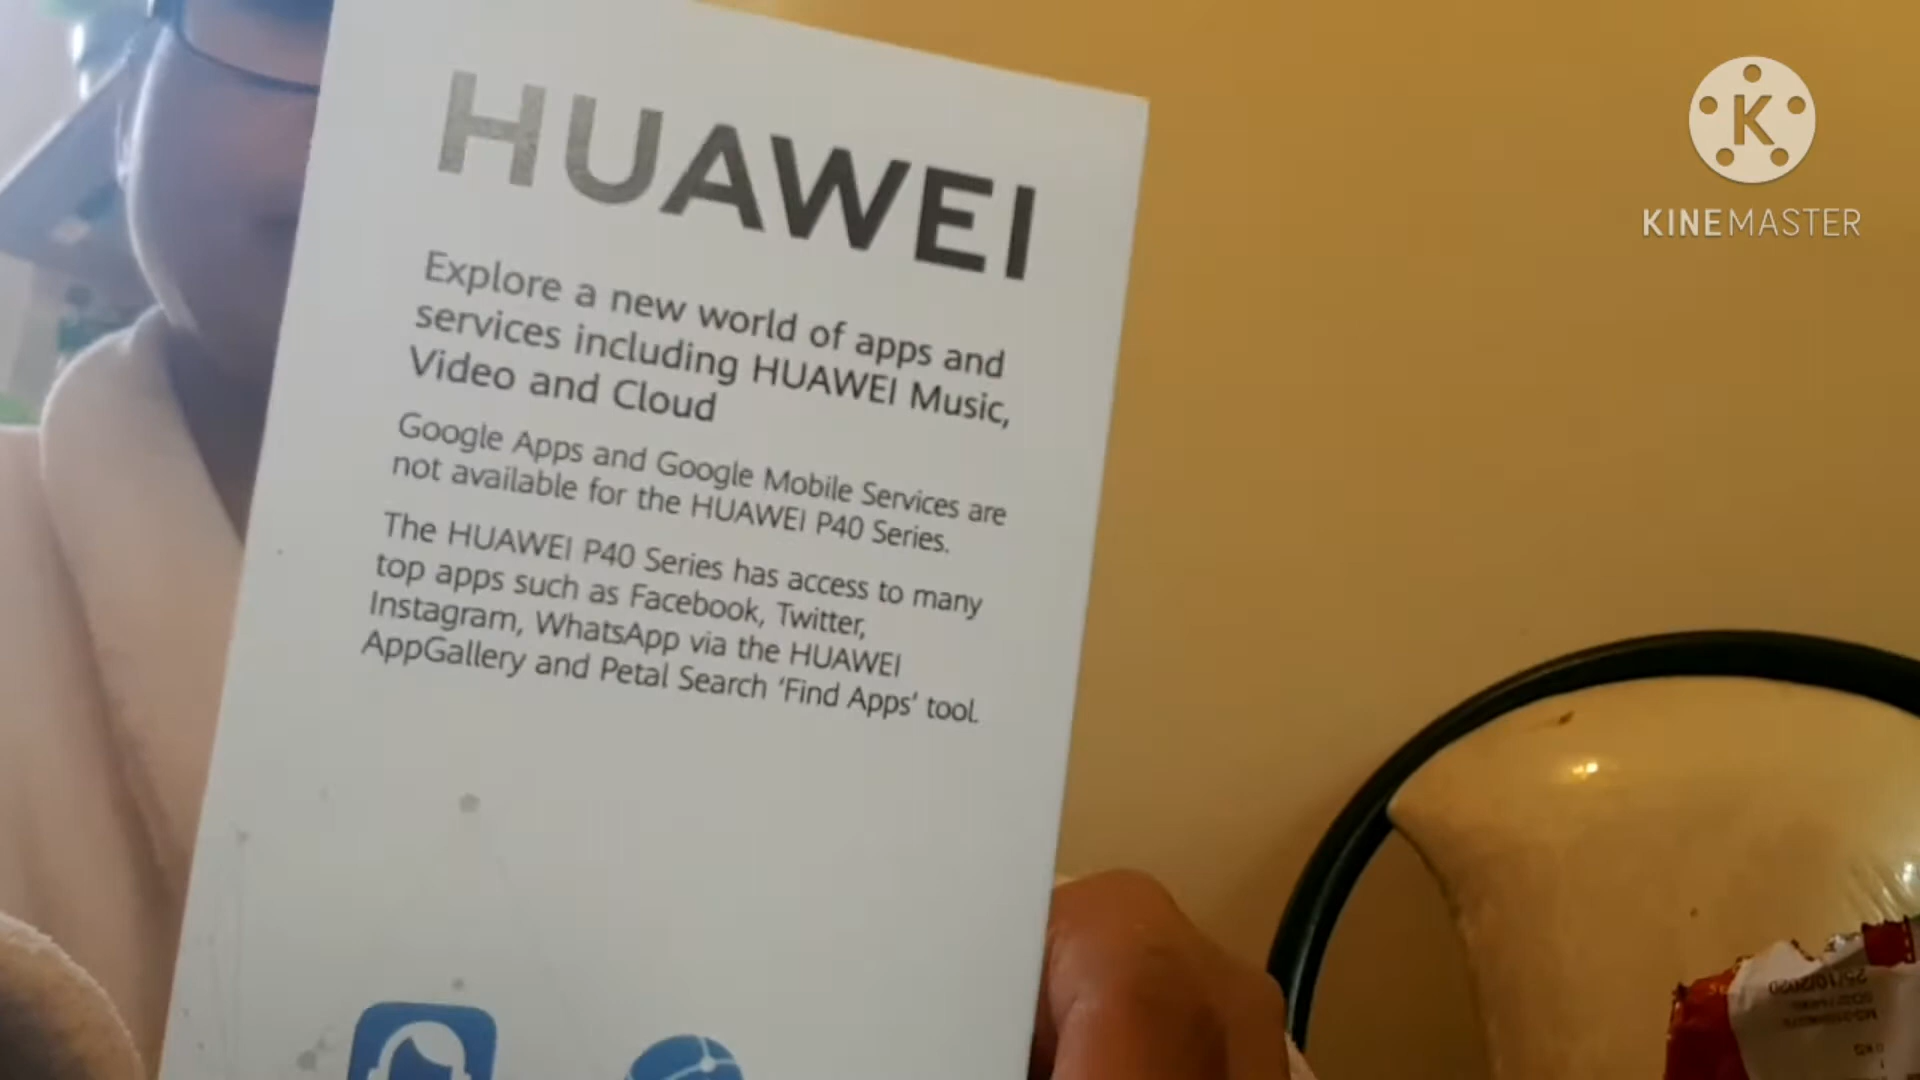 HUAWEI
Explore a new world of apps and
services including HUAWEI Music,
Video and Cloud
Google Apps and Google Mobile Services are
not available for the HUAWEI P40 Series.
The HUAWEI P40 Series has access to many
top apps such as Facebook, Twitter,
Instagram, WhatsApp via the HUAWEI
AppGallery and Petal Search ‘Find Apps’ tool.
K
KINEMASTER